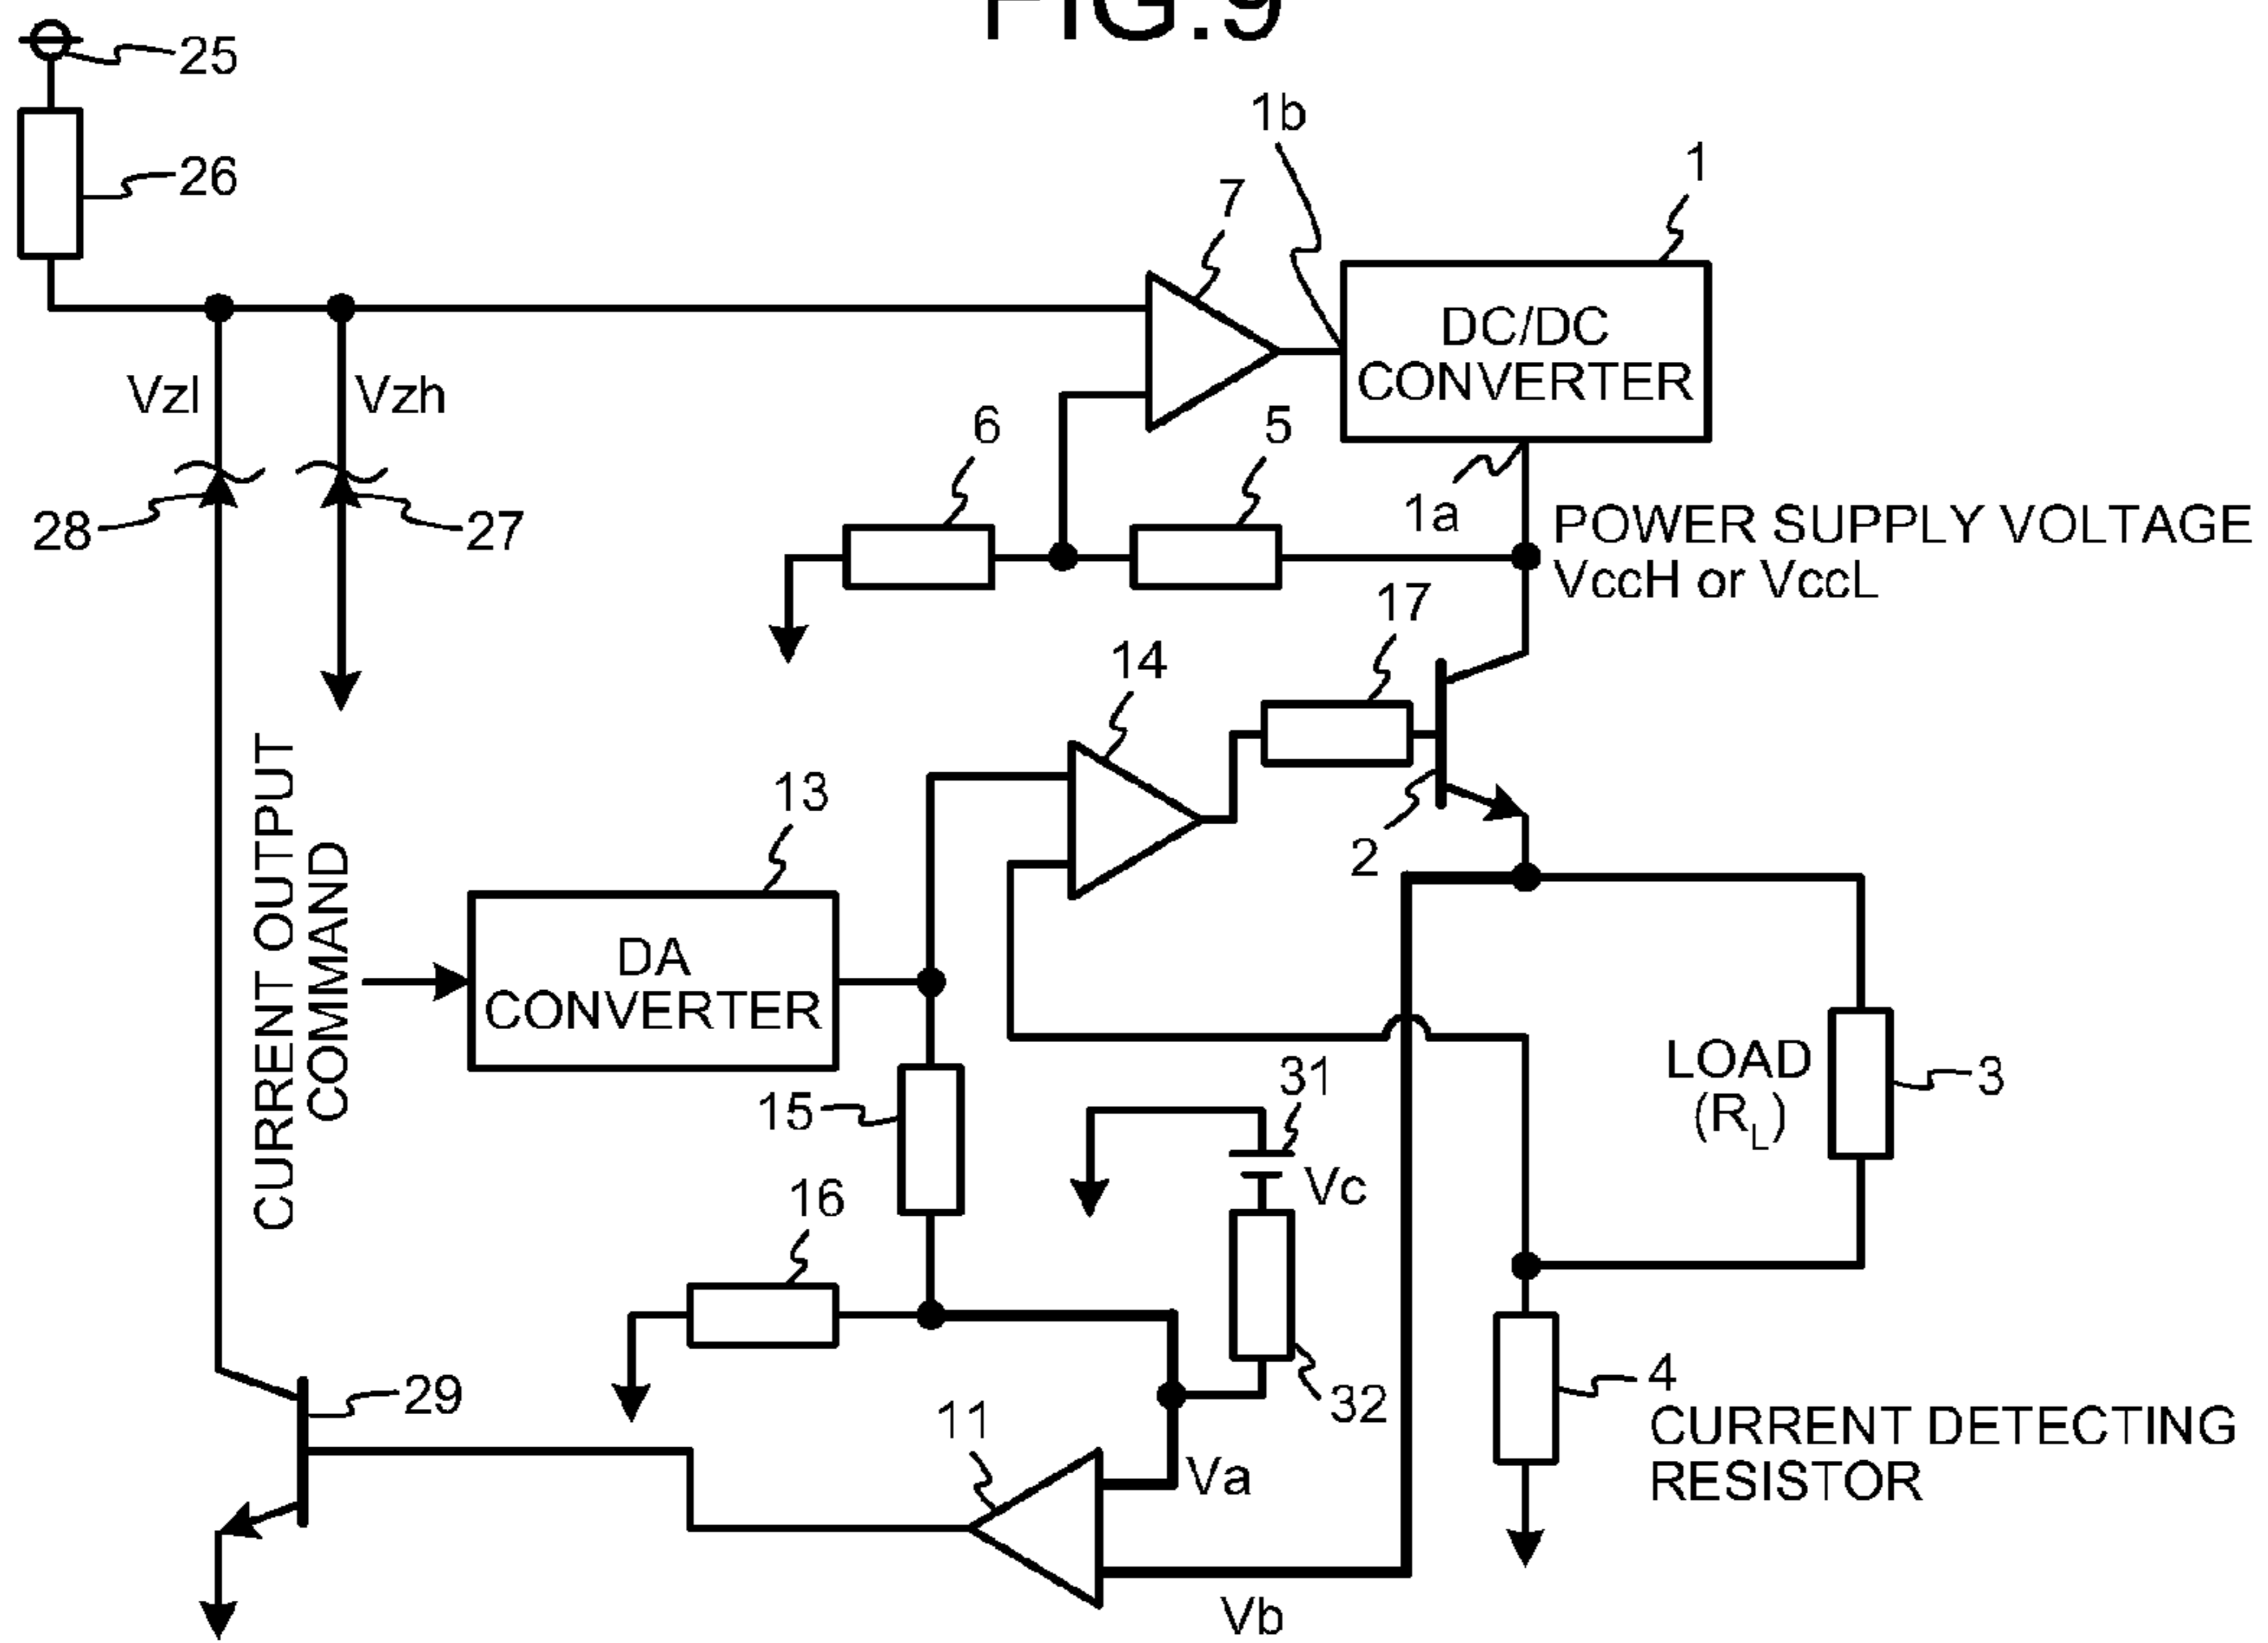 FIG.9
25
26
1b
1
7
DC/DC
CONVERTER
Vzl
Vzh
6
5
28
27
1a
POWER SUPPLY VOLTAGE
VccH or VccL
17
14
13
2
CURRENT OUTPUT
COMMAND
DA
CONVERTER
LOAD
(RL)
3
31
15
Vc
16
32
4
CURRENT DETECTING
RESISTOR
29
11
Va
Vb